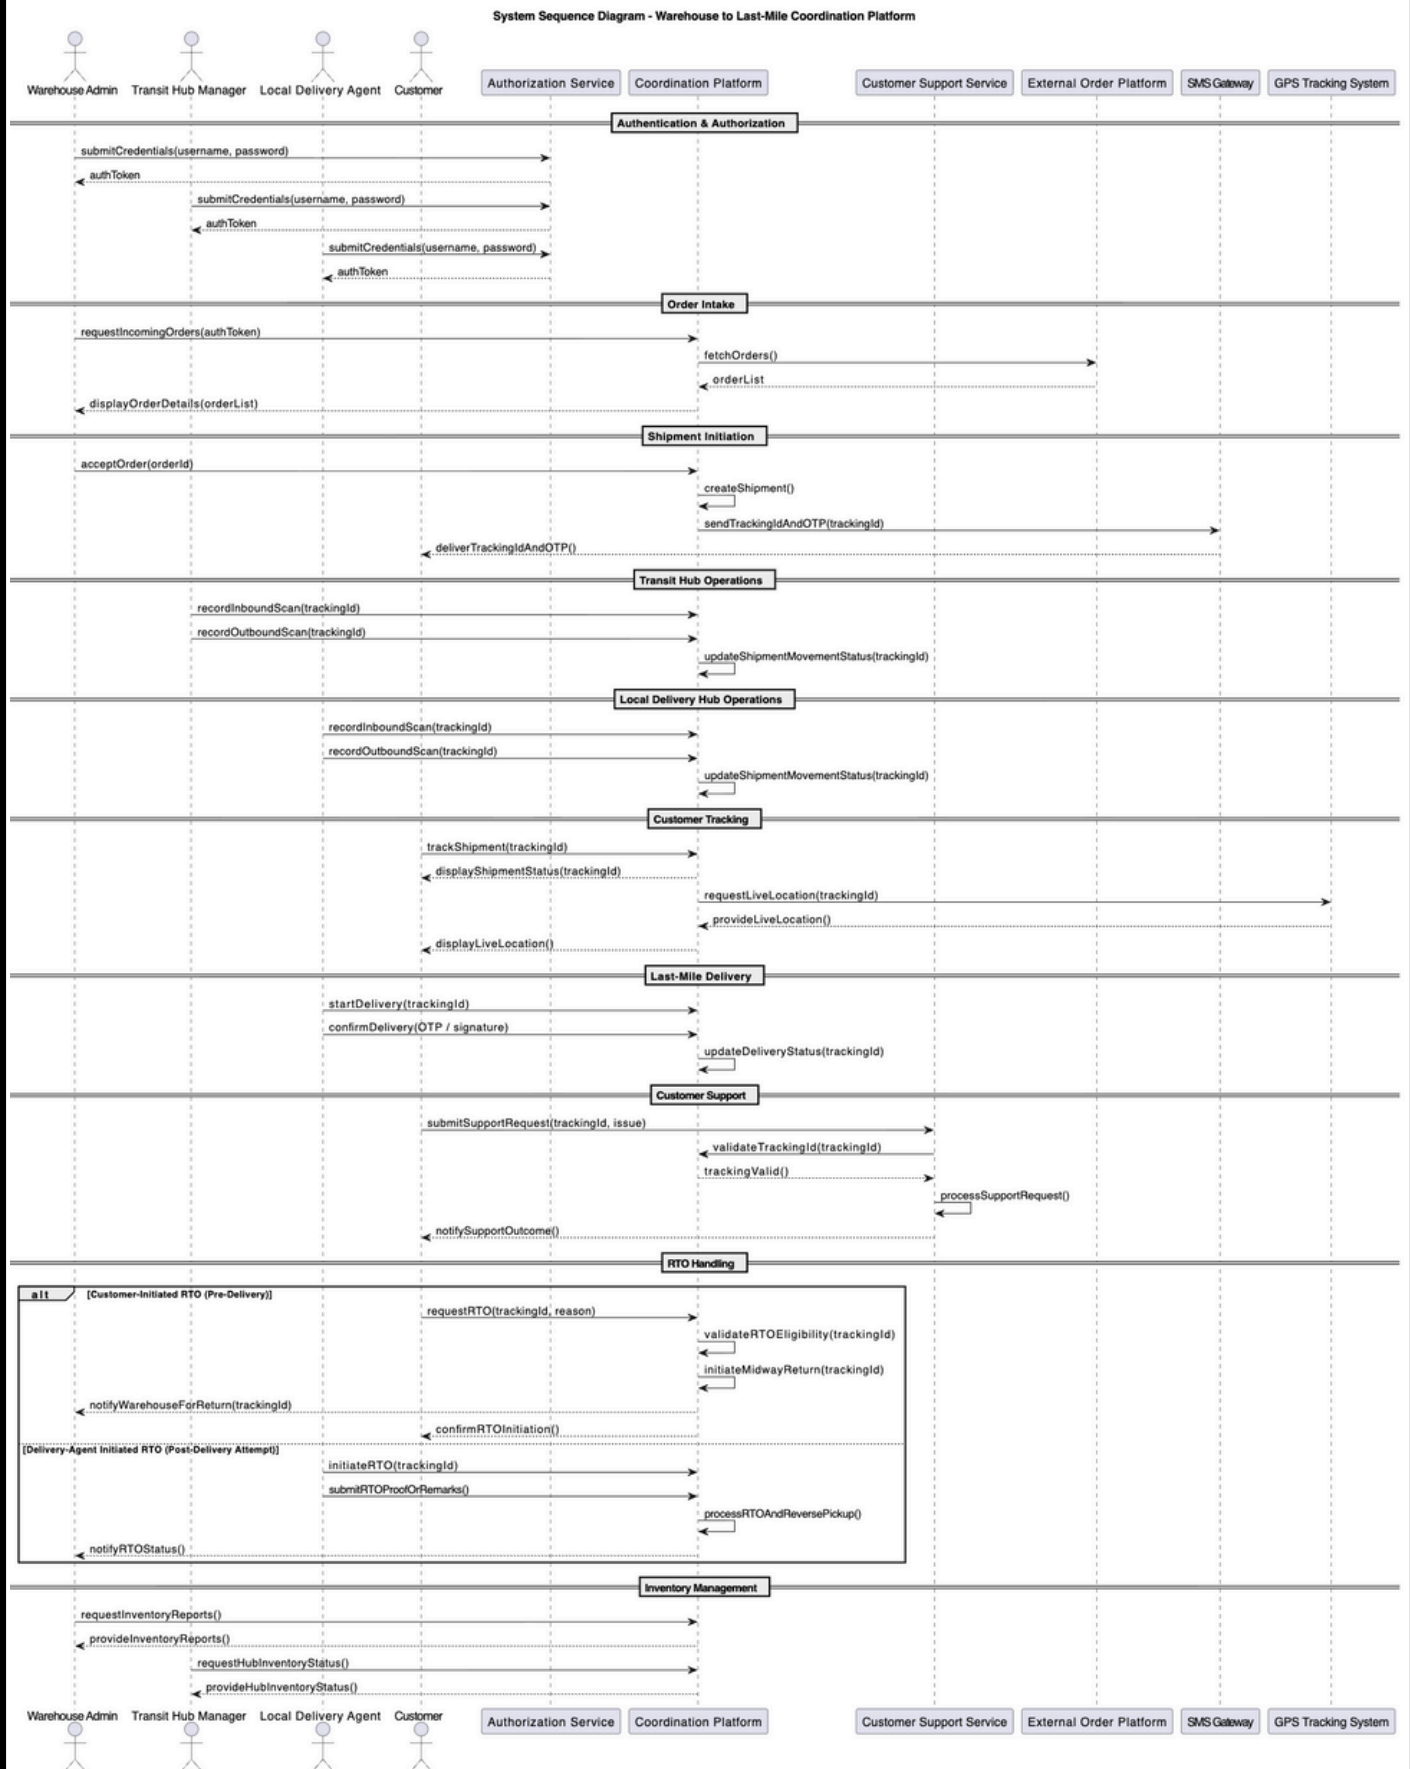 System Sequence Diagram - Warehouse to Last-Mile Coordination Platform
Warehouse Admin Transit Hub Manager Local Delivery Agent Customer Authorization Service Coordination Platform Customer Support Service External Order Platform SMS Gateway GPS Tracking System
Authentication & Authorization
submitCredentials(username, password)
authToken
submitCredentials(username, password)
authToken
submitCredentials(username, password)
authToken
Order Intake
requestIncomingOrders(authToken)
fetchOrders()
orderList
displayOrderDetails(orderList)
Shipment Initiation
acceptOrder(orderId)
createShipment()
sendTrackingIdAndOTP(trackingId)
deliverTrackingIdAndOTP()
Transit Hub Operations
recordInboundScan(trackingId)
recordOutboundScan(trackingId)
updateShipmentMovementStatus(trackingId)
Local Delivery Hub Operations
recordInboundScan(trackingId)
recordOutboundScan(trackingId)
updateShipmentMovementStatus(trackingId)
Customer Tracking
trackShipment(trackingId)
displayShipmentStatus(trackingId)
requestLiveLocation(trackingId)
provideLiveLocation()
displayLiveLocation()
Last-Mile Delivery
startDelivery(trackingId)
confirmDelivery(OTP / signature)
updateDeliveryStatus(trackingId)
Customer Support
submitSupportRequest(trackingId, issue)
validateTrackingId(trackingId)
trackingValid()
processSupportRequest()
notifySupportOutcome()
RTO Handling
alt [Customer-Initiated RTO (Pre-Delivery)]
requestRTO(trackingId, reason)
validateRTOEligibility(trackingId)
initiateMidwayReturn(trackingId)
notifyWarehouseForReturn(trackingId)
confirmRTOInitiation()
[Delivery-Agent Initiated RTO (Post-Delivery Attempt)]
initiateRTO(trackingId)
submitRTOProofOrRemarks()
processRTOAndReversePickup()
notifyRTOStatus()
Inventory Management
requestInventoryReports()
provideInventoryReports()
requestHubInventoryStatus()
provideHubInventoryStatus()
Warehouse Admin Transit Hub Manager Local Delivery Agent Customer Authorization Service Coordination Platform Customer Support Service External Order Platform SMS Gateway GPS Tracking System